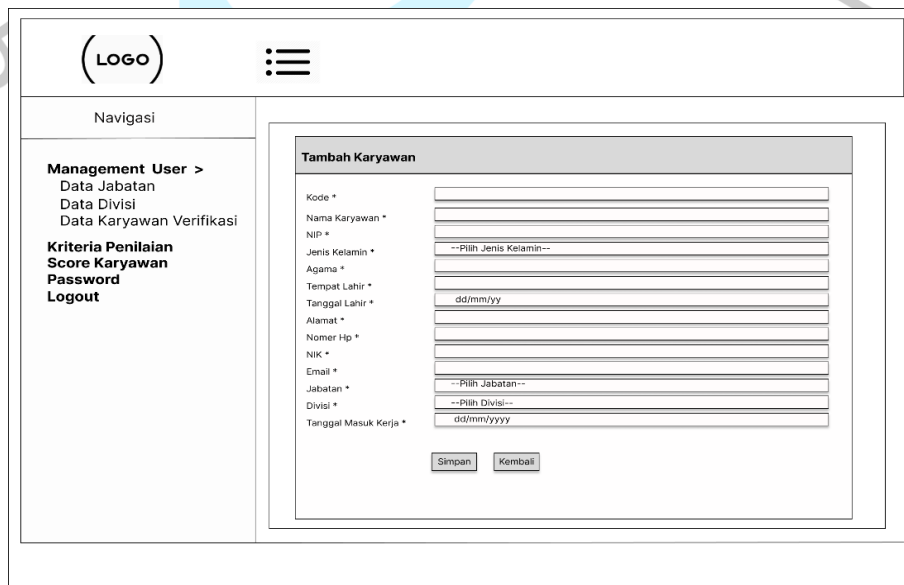 LOGO
Navigasi
Management User >
Data Jabatan
Data Divisi
Data Karyawan Verifikasi
Kriteria Penilaian
Score Karyawan
Password
Logout
Tambah Karyawan
Kode *
Nama Karyawan *
NIP *
Jenis Kelamin * --Pilih Jenis Kelamin--
Agama *
Tempat Lahir *
Tanggal Lahir * dd/mm/yy
Alamat *
Nomer Hp *
NIK *
Email *
Jabatan * --Pilih Jabatan--
Divisi * --Pilih Divisi--
Tanggal Masuk Kerja * dd/mm/yyyy
Simpan Kembali